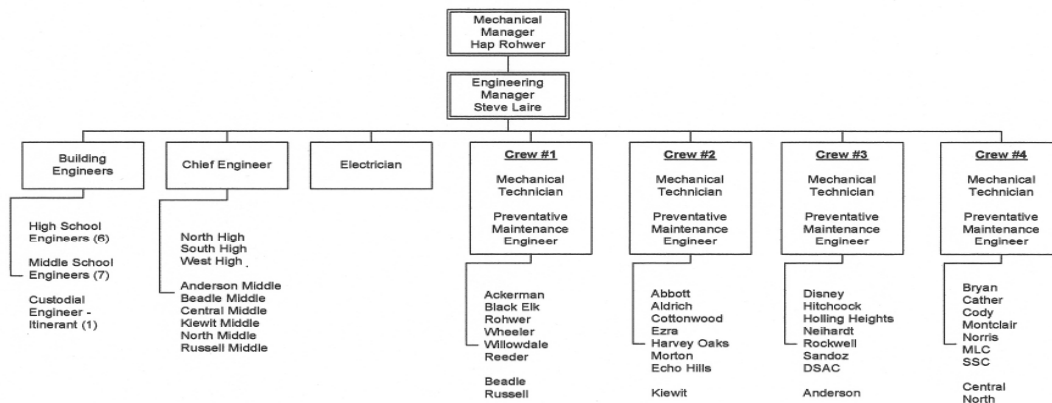 Mechanical
Manager
Hap Rohwer
Engineering
Manager
Steve Laire
Building
Engineers
High School
Engineers (6)
Middle School
Engineers (7)
Custodial
Engineer -
Itinerant (1)
Chief Engineer
North High
South High
West High
Anderson Middle
Beadle Middle
Central Middle
Kiewit Middle
North Middle
Russell Middle
Electrician
Crew #1
Mechanical
Technician
Preventative
Maintenance
Engineer
Ackerman
Black Elk
Rohwer
Wheeler
Willowdale
Reeder
Beadle
Russell
Crew #2
Mechanical
Technician
Preventative
Maintenance
Engineer
Abbott
Aldrich
Cottonwood
Ezra
Harvey Oaks
Morton
Echo Hills
Kiewit
Crew #3
Mechanical
Technician
Preventative
Maintenance
Engineer
Disney
Hitchcock
Holling Heights
Neihardt
Rockwell
Sandoz
DSAC
Anderson
Crew #4
Mechanical
Technician
Preventative
Maintenance
Engineer
Bryan
Cather
Cody
Montclair
Norris
MLC
SSC
Central
North